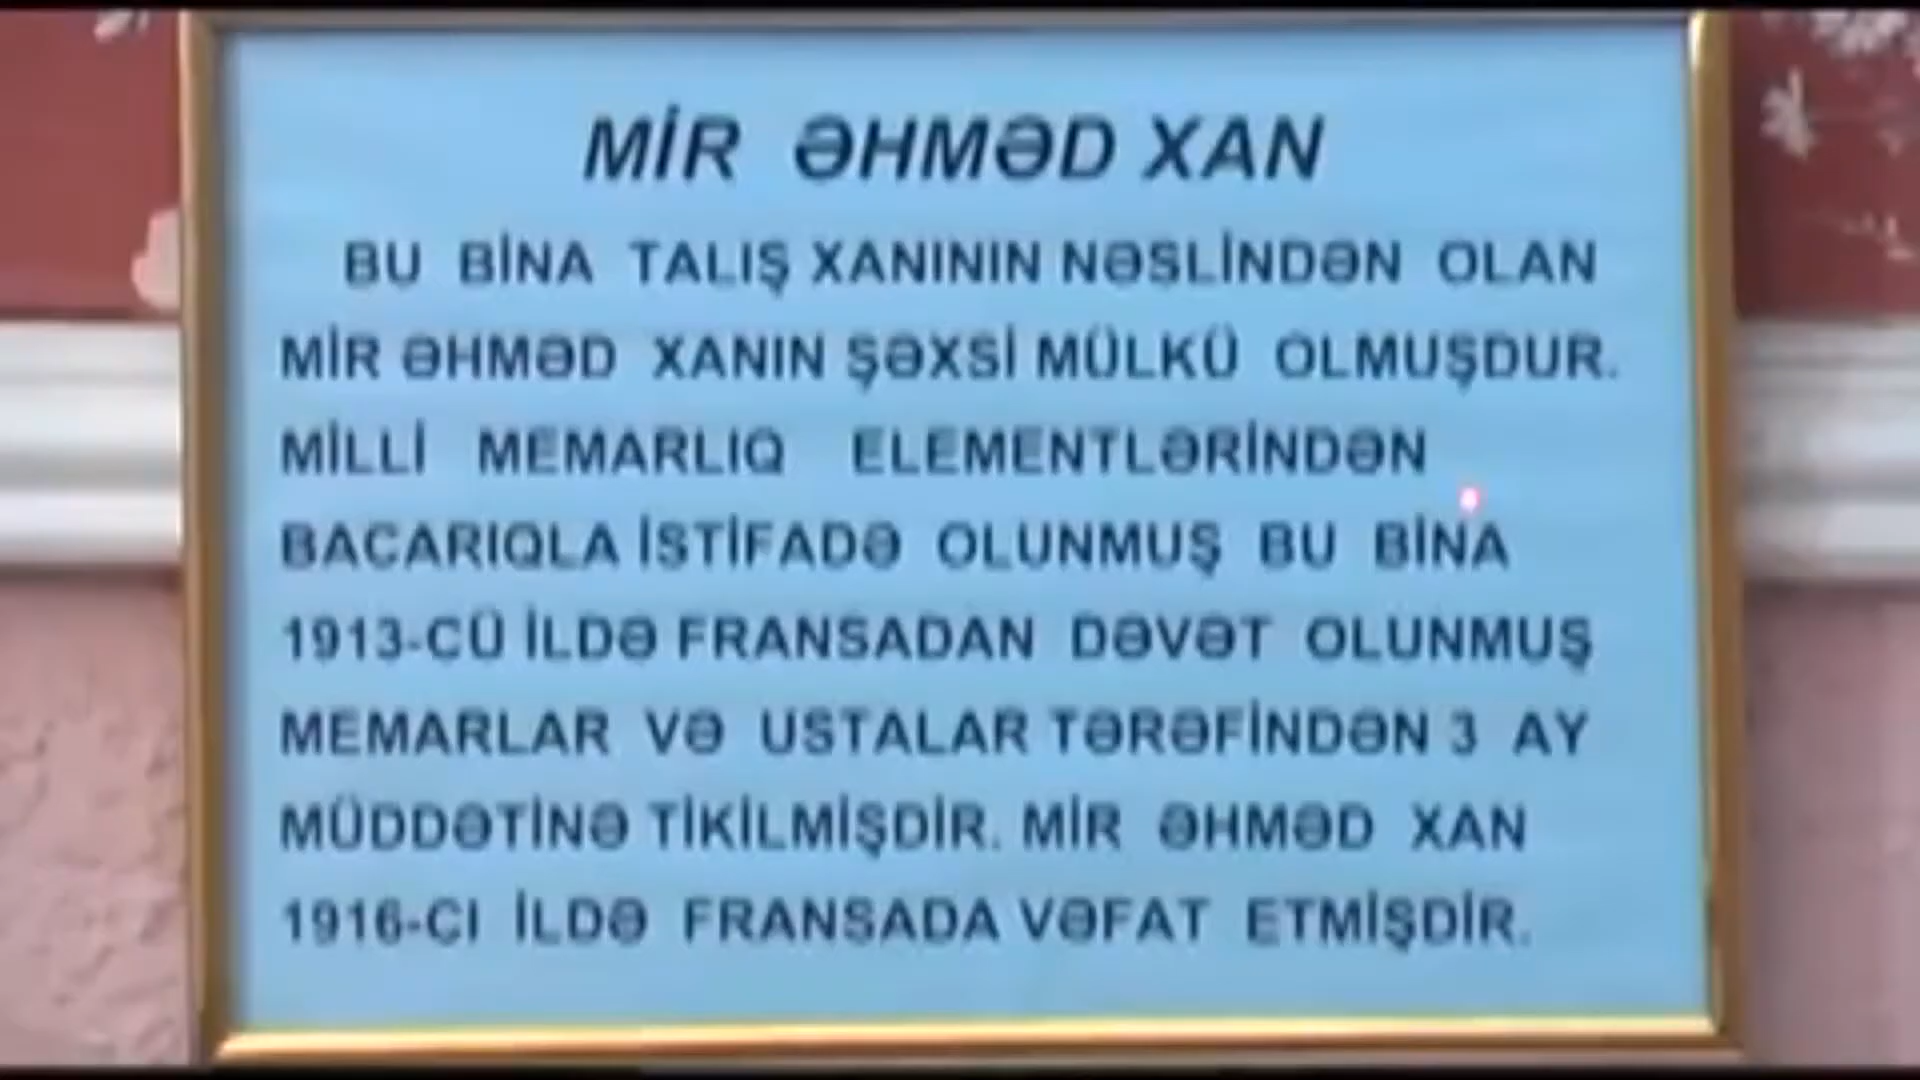 MİR ƏHMƏD XAN
BU BİNA TALIŞ XANININ NƏSLİNDƏN OLAN
MİR ƏHMƏD XANIN ŞƏXSİ MÜLKÜ OLMUŞDUR.
MİLLİ MEMARLIQ ELEMENTLƏRİNDƏN
BACARIQLA İSTİFADƏ OLUNMUŞ BU BİNA
1913-CÜ İLDƏ FRANSADAN DƏVƏT OLUNMUŞ
MEMARLAR VƏ USTALAR TƏRƏFİNDƏN 3 AY
MÜDDƏTİNƏ TİKİLMİŞDİR. MİR ƏHMƏD XAN
1916-CI İLDƏ FRANSADA VƏFAT ETMİŞDİR.